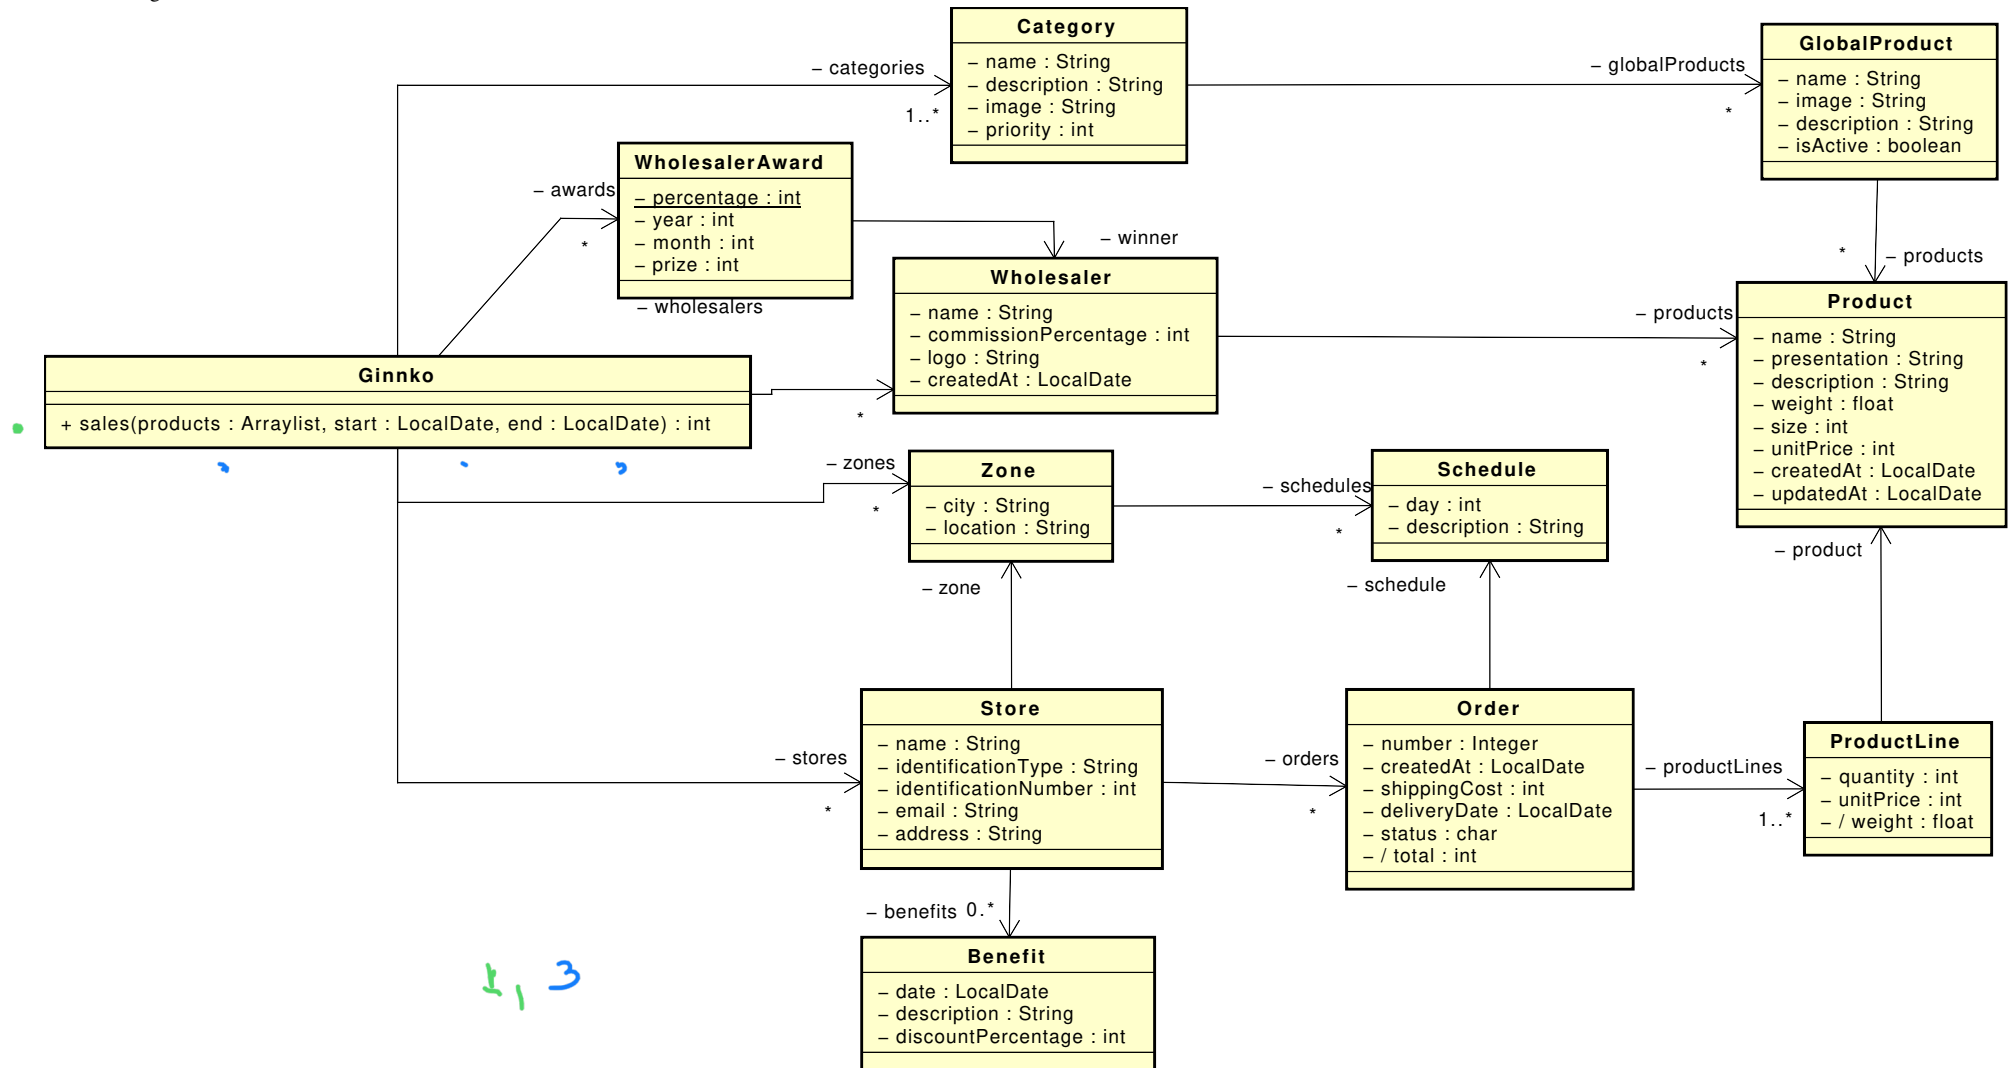 Category
– name : String
– description : String
– image : String
– priority : int
– categories
1..*
GlobalProduct
– name : String
– image : String
– description : String
– isActive : boolean
– globalProducts
*
WholesalerAward
– percentage : int
– year : int
– month : int
– prize : int
– awards
*
– winner
– wholesalers
*
Wholesaler
– name : String
– commissionPercentage : int
– logo : String
– createdAt : LocalDate
– products
*
* – products
Product
– name : String
– presentation : String
– description : String
– weight : float
– size : int
– unitPrice : int
– createdAt : LocalDate
– updatedAt : LocalDate
Ginnko
+ sales(products : Arraylist, start : LocalDate, end : LocalDate) : int
– zones
*
Zone
– city : String
– location : String
– schedules
*
Schedule
– day : int
– description : String
– zone
– schedule
– product
– stores
*
Store
– name : String
– identificationType : String
– identificationNumber : int
– email : String
– address : String
– orders
*
Order
– number : Integer
– createdAt : LocalDate
– shippingCost : int
– deliveryDate : LocalDate
– status : char
– / total : int
– productLines
1..*
ProductLine
– quantity : int
– unitPrice : int
– / weight : float
– benefits 0..*
Benefit
– date : LocalDate
– description : String
– discountPercentage : int
1, 3